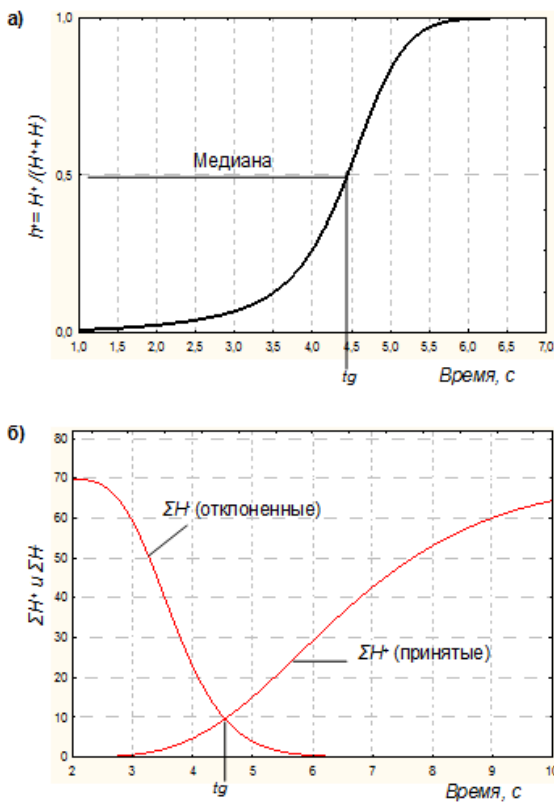 а)
1,0
Медиана
0,5
h= H⁺/(H⁺+H)
0,0
1,0 1,5 2,0 2,5 3,0 3,5 4,0 4,5 5,0 5,5 6,0 6,5 7,0
tg
Время, с
б)
80
70
ΣH (отклоненные)
60
50
40
ΣH⁺ и ΣH
30
ΣH⁺ (принятые)
20
10
0
2 3 4 5 6 7 8 9 10
tg
Время, с